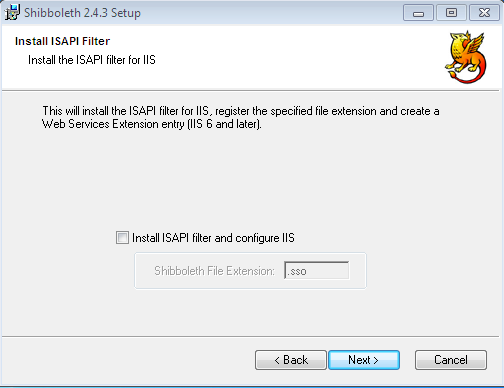 Shibboleth 2.4.3 Setup
Install ISAPI Filter
Install the ISAPI filter for IIS
This will install the ISAPI filter for IIS, register the specified file extension and create a
Web Services Extension entry (IIS 6 and later).
Install ISAPI filter and configure IIS
Shibboleth File Extension: .sso
< Back Next > Cancel